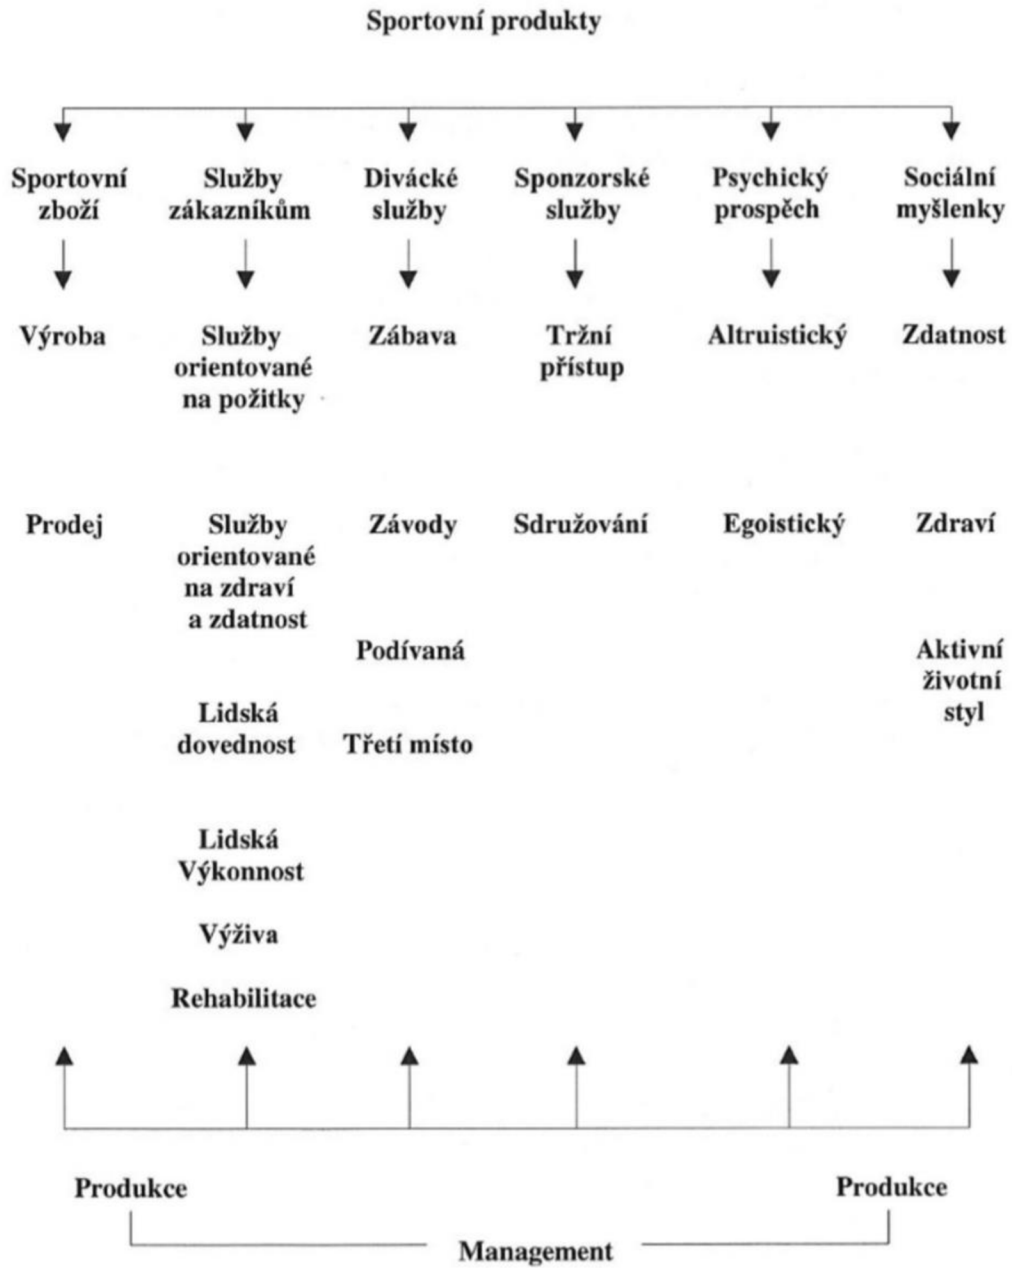 Sportovní produkty
Sportovní
zboží
Služby
zákazníkům
Divácké
služby
Sponzorské
služby
Psychický
prospěch
Sociální
myšlenky
Výroba
Služby
orientované
na požitky
Zábava
Tržní
přístup
Altruistický
Zdatnost
Prodej
Služby
orientované
na zdraví
a zdatnost
Závody
Sdružování
Egoistický
Zdraví
Podívaná
Aktivní
životní
styl
Lidská
dovednost
Třetí místo
Lidská
Výkonnost
Výživa
Rehabilitace
Produkce
Produkce
Management